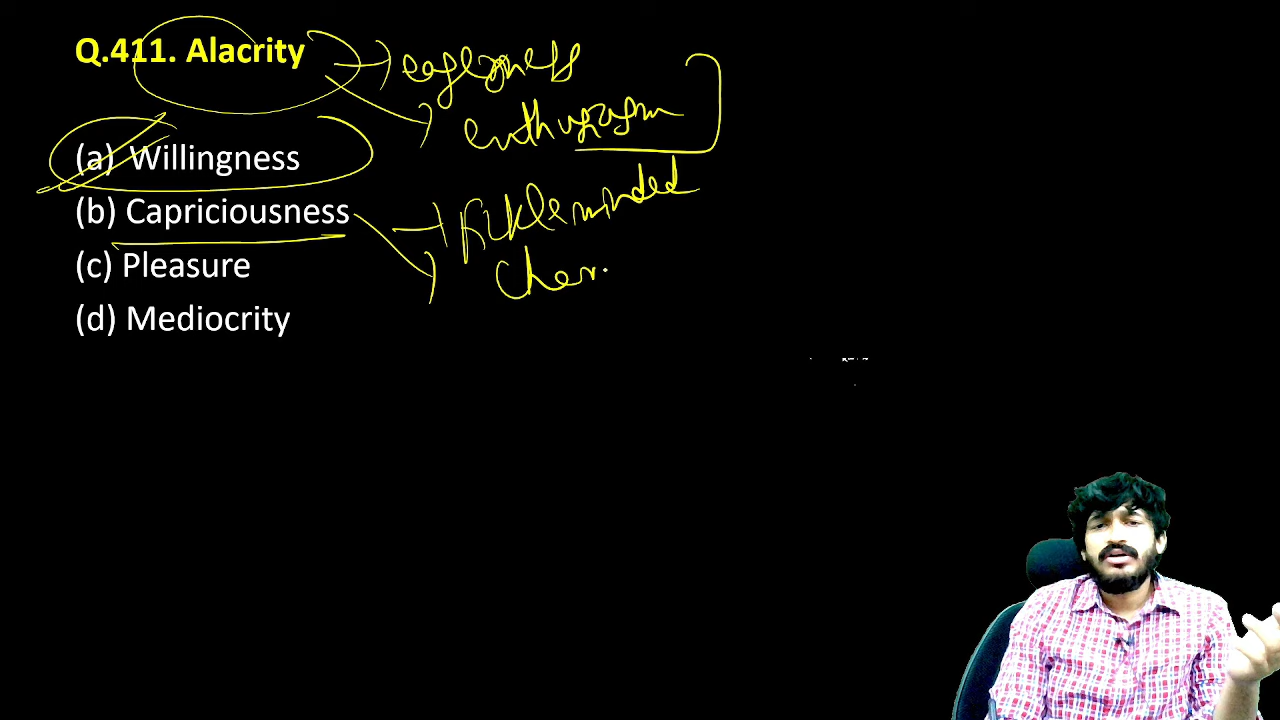 Q.411. Alacrity
eagerness
enthusiasm
(a) Willingness
(b) Capriciousness
fickleminded
(c) Pleasure
(d) Mediocrity